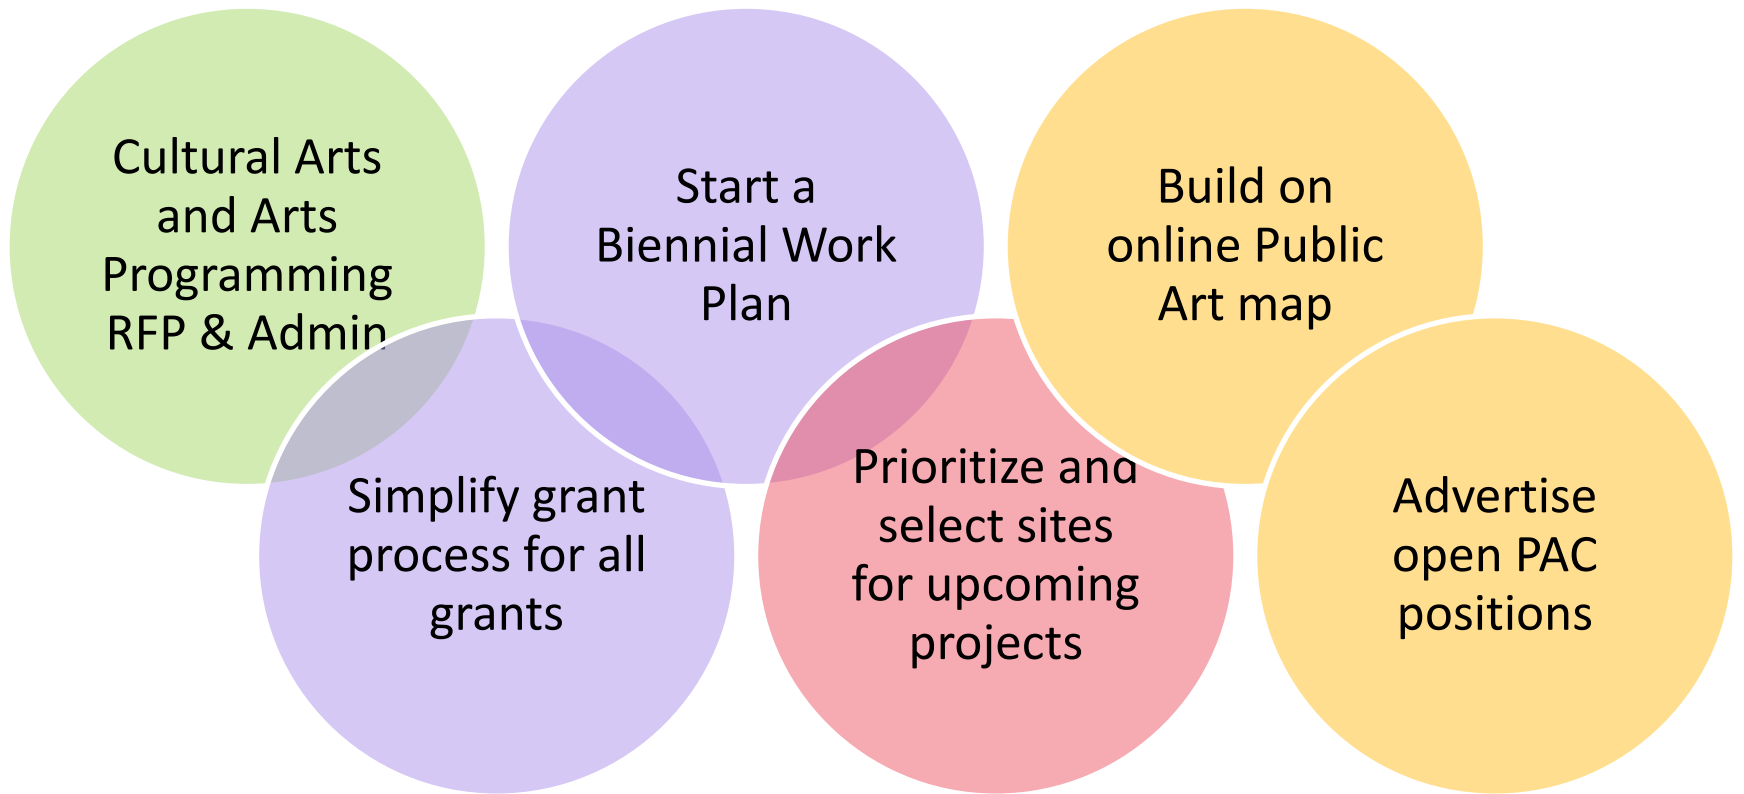 Cultural Arts
and Arts
Programming
RFP & Admin
Simplify grant
process for all
grants
Start a
Biennial Work
Plan
Prioritize and
select sites
for upcoming
projects
Build on
online Public
Art map
Advertise
open PAC
positions